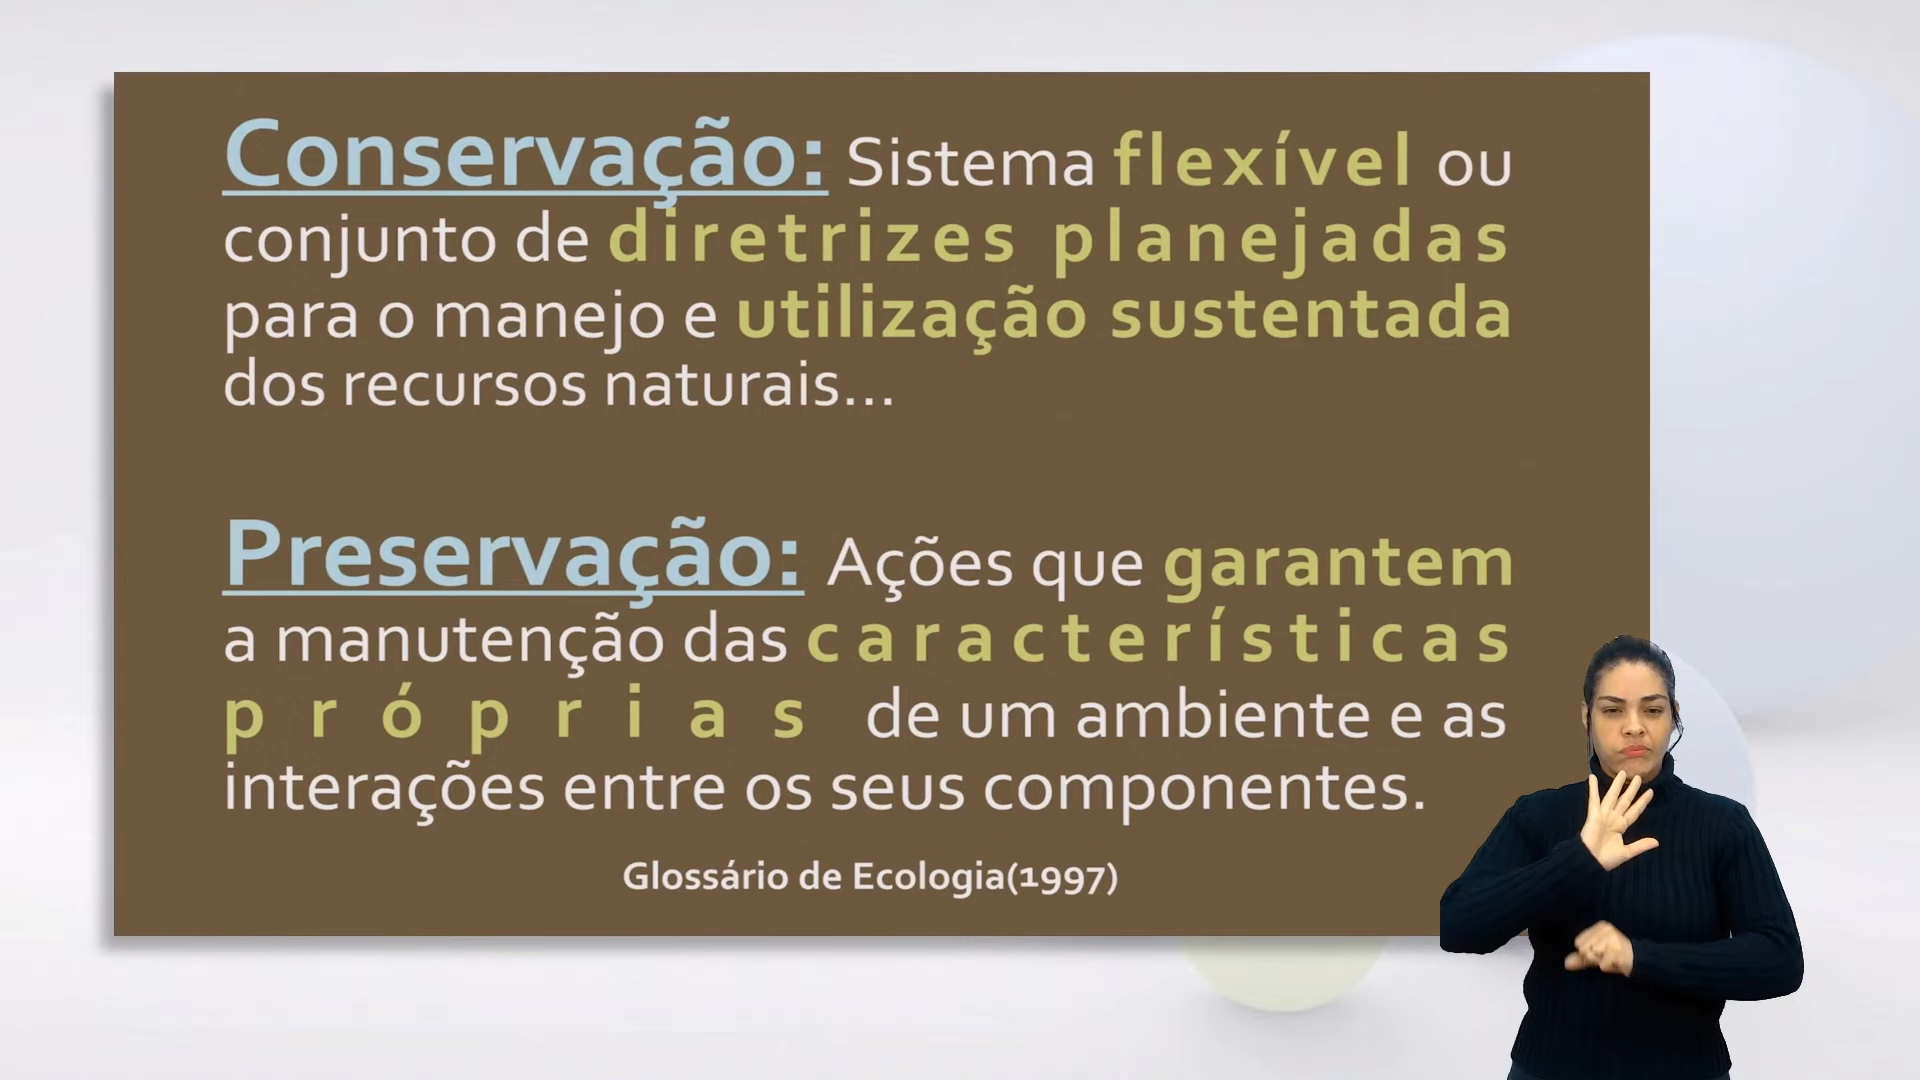 Conservação: Sistema flexível ou
conjunto de diretrizes planejadas
para o manejo e utilização sustentada
dos recursos naturais...
Preservação: Ações que garantem
a manutenção das características
próprias de um ambiente e as
interações entre os seus componentes.
Glossário de Ecologia(1997)